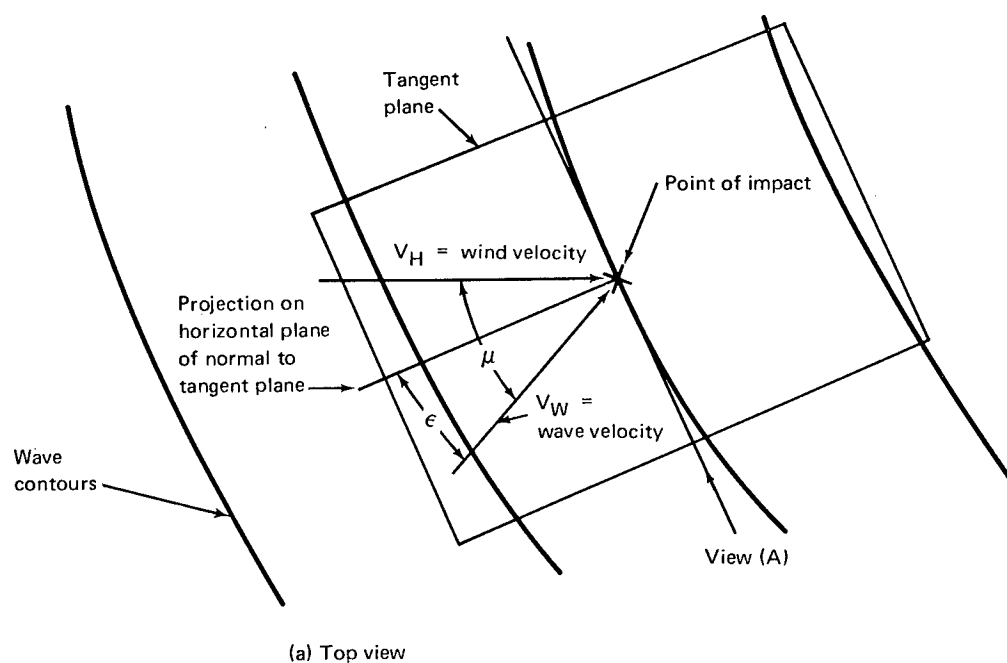 Tangent
plane
Point of impact
V_H = wind velocity
Projection on
horizontal plane
of normal to
tangent plane
μ
ϵ
V_W =
wave velocity
Wave
contours
View (A)
(a) Top view